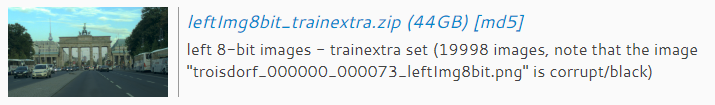 leftImg8bit_trainextra.zip (44GB) [md5]
left 8-bit images - trainextra set (19998 images, note that the image
"troisdorf_000000_000073_leftImg8bit.png" is corrupt/black)